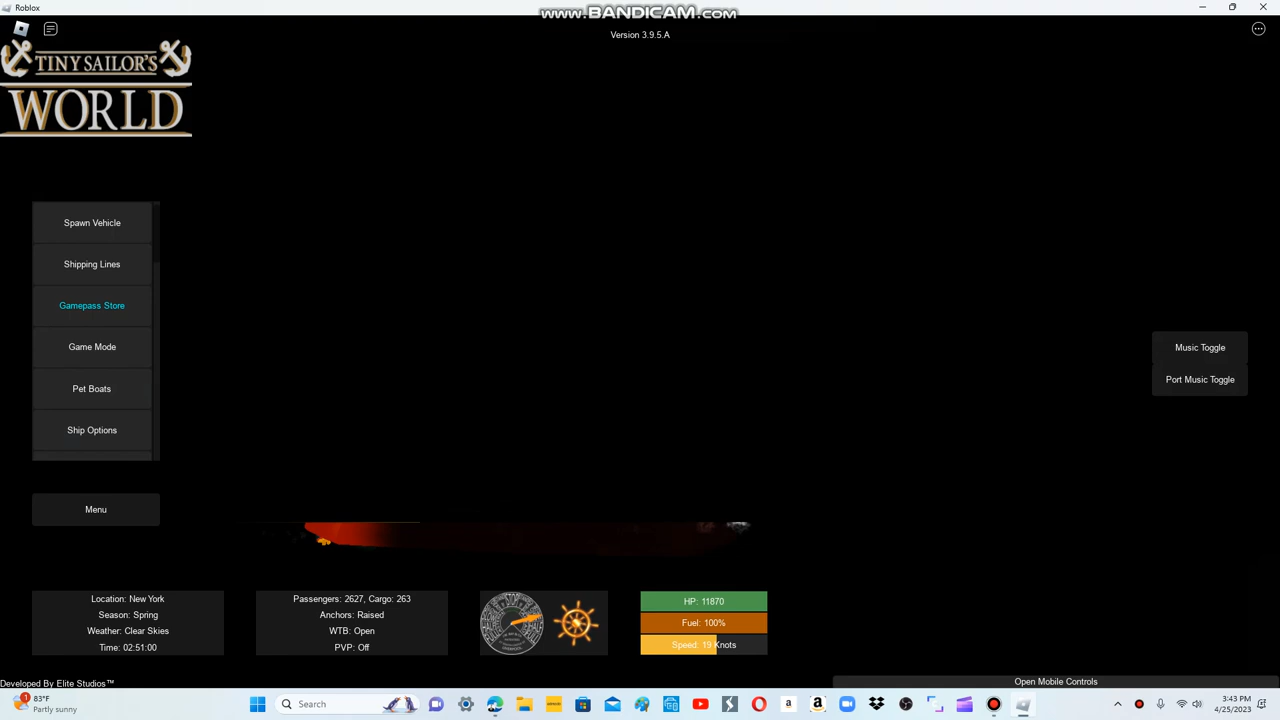 Roblox
www.BANDICAM.com
Version 3.9.5.A
TINY SAILOR'S
WORLD
Spawn Vehicle
Shipping Lines
Gamepass Store
Game Mode
Pet Boats
Ship Options
Menu
Music Toggle
Port Music Toggle
Location: New York
Season: Spring
Weather: Clear Skies
Time: 02:51:00
Passengers: 2627, Cargo: 263
Anchors: Raised
WTB: Open
PVP: Off
HP: 11870
Fuel: 100%
Speed: 19 Knots
Developed By Elite Studios™
Open Mobile Controls
1
83°F
Partly sunny
Search
3:43 PM
4/25/2023